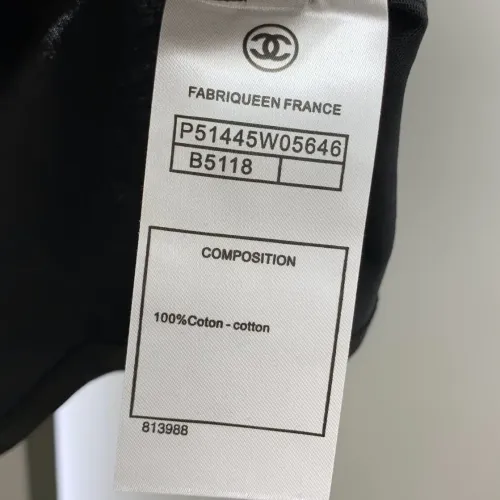 FABRIQUEEN FRANCE
P51445W05646
B5118
COMPOSITION
100%Coton-cotton
813988